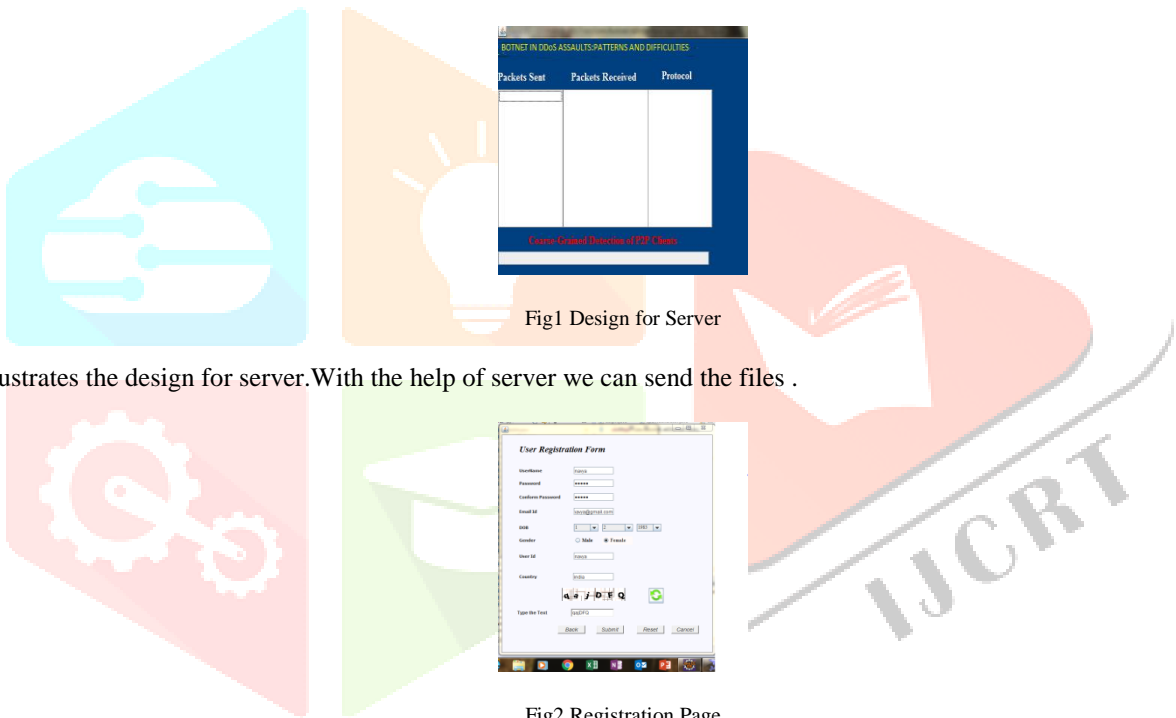 BOTNET IN DDoS ASSAULTS:PATTERNS AND DIFFICULTIES
Packets Sent Packets Received Protocol
Coarse-Grained Detection of P2P Clients
Fig1 Design for Server
ustrates the design for server.With the help of server we can send the files .
User Registration Form
UserName
Password
Conform Password
Email Id
DOB
Gender Male Female
User Id
Country india
Type the Text
Back Submit Reset Cancel
Fig2 Registration Page
IJCRT